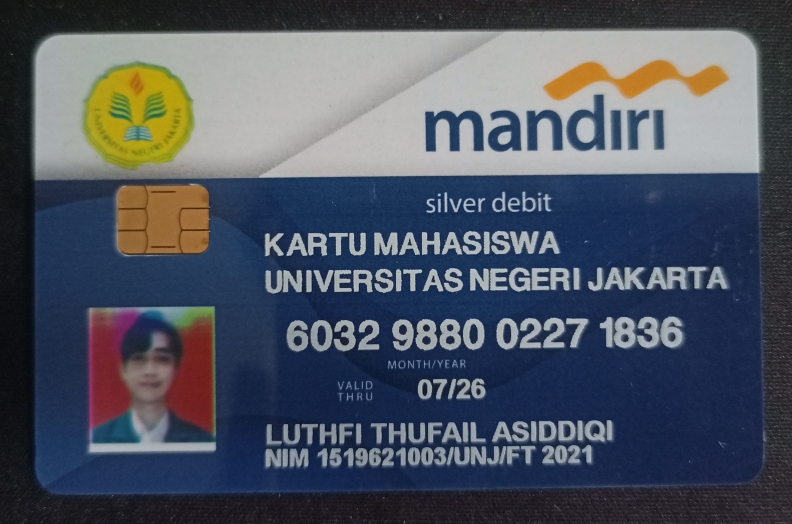 UNIVERSITAS NEGERI JAKARTA
mandiri
silver debit
KARTU MAHASISWA
UNIVERSITAS NEGERI JAKARTA
6032 9880 0227 1836
MONTH/YEAR
VALID THRU 07/26
LUTHFI THUFAIL ASIDDIQI
NIM 1519621003/UNJ/FT 2021